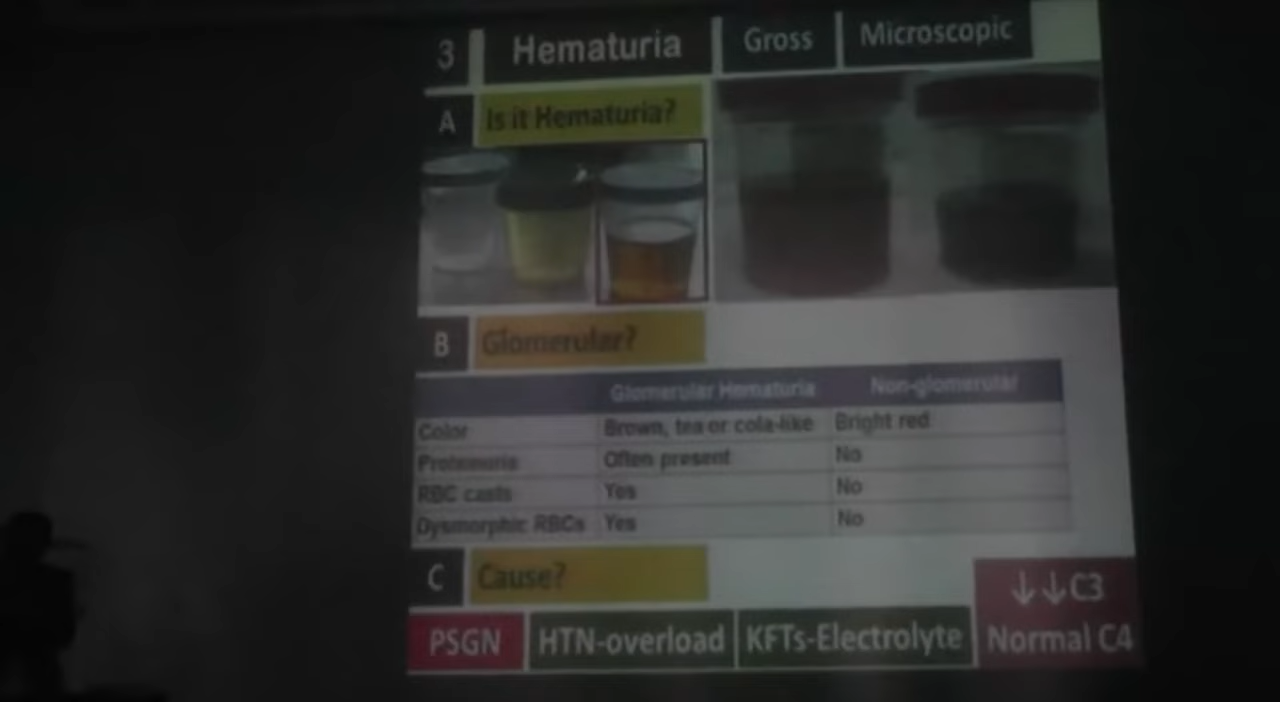 3 Hematuria Gross Microscopic
A Is it Hematuria?
B Glomerular?
Glomerular Hematuria Non-glomerular
Color Brown, tea or cola-like Bright red
Proteinuria Often present No
RBC casts Yes No
Dysmorphic RBCs Yes No
C Cause?
↓↓C3
PSGN HTN-overload KFTs-Electrolyte Normal C4